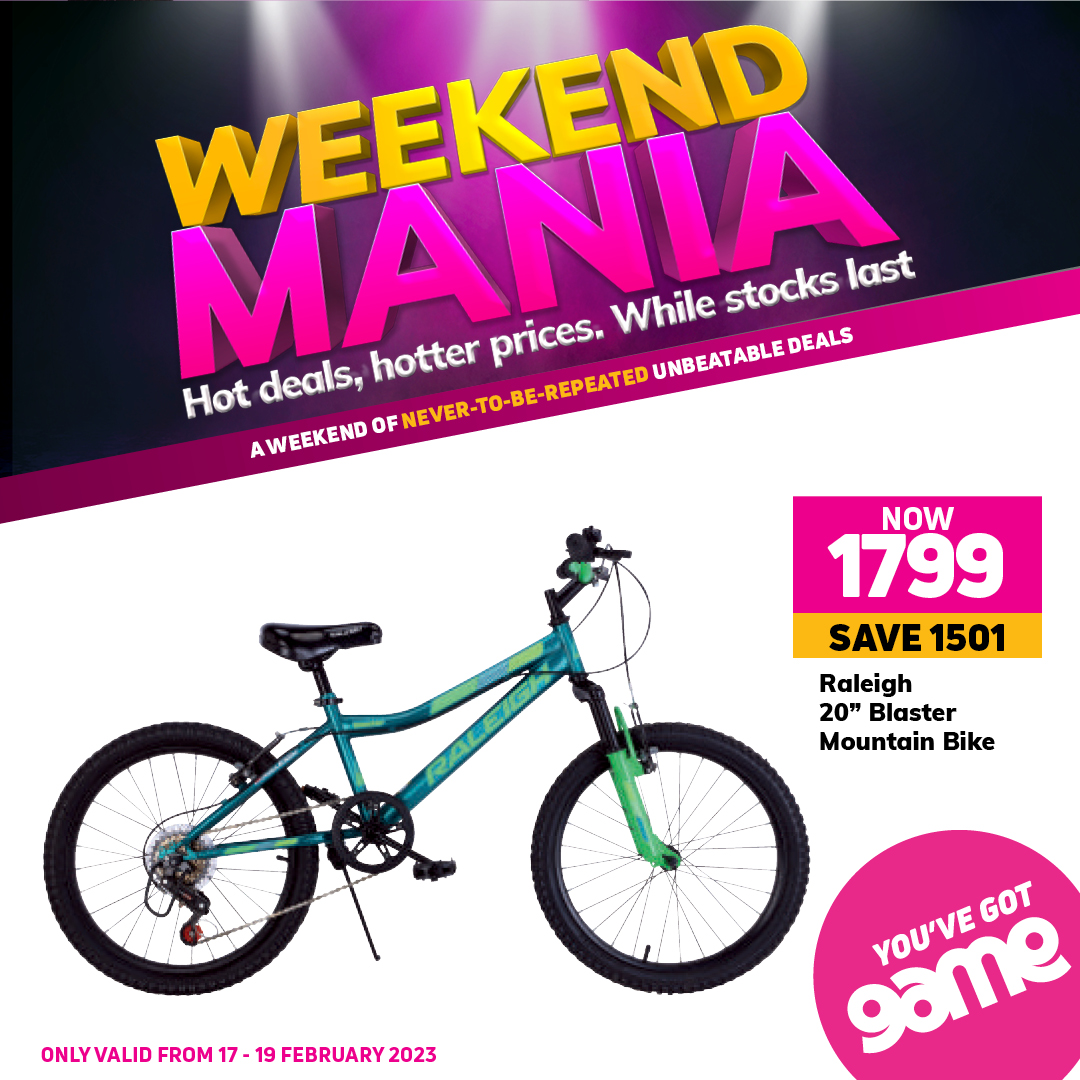 WEEKEND
MANIA
Hot deals, hotter prices. While stocks last
A WEEKEND OF NEVER-TO-BE-REPEATED UNBEATABLE DEALS
NOW
1799
SAVE 1501
Raleigh
20” Blaster
Mountain Bike
RALEIGH
YOU'VE GOT
game
ONLY VALID FROM 17 - 19 FEBRUARY 2023